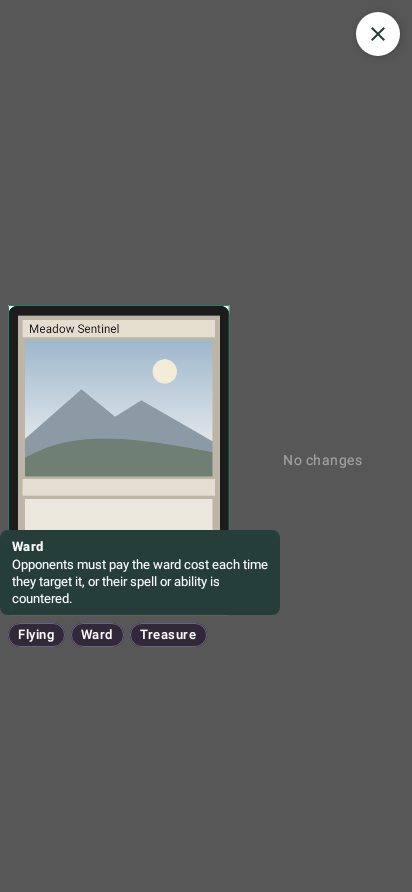 Meadow Sentinel
No changes
Ward
Opponents must pay the ward cost each time
they target it, or their spell or ability is
countered.
Flying
Ward
Treasure